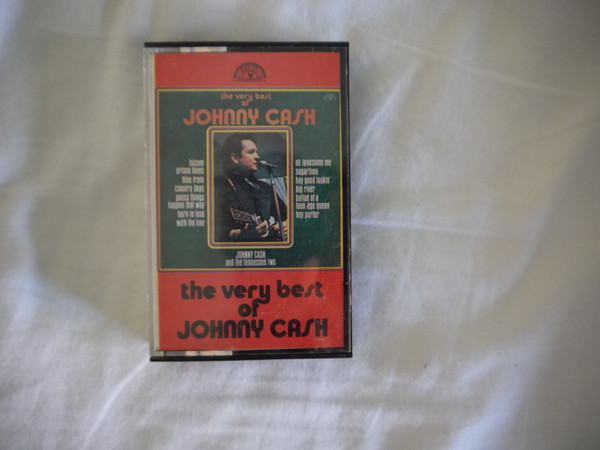 the very best
of
JOHNNY CASH
folsom
prison blues
blue train
country boys
guess things
happen that way
born to lose
walk the line
oh lonesome me
sugartime
hey good lookin'
big river
ballad of a
teen-age queen
hey porter
JOHNNY CASH
and the tennessee two
the very best
of
JOHNNY CASH